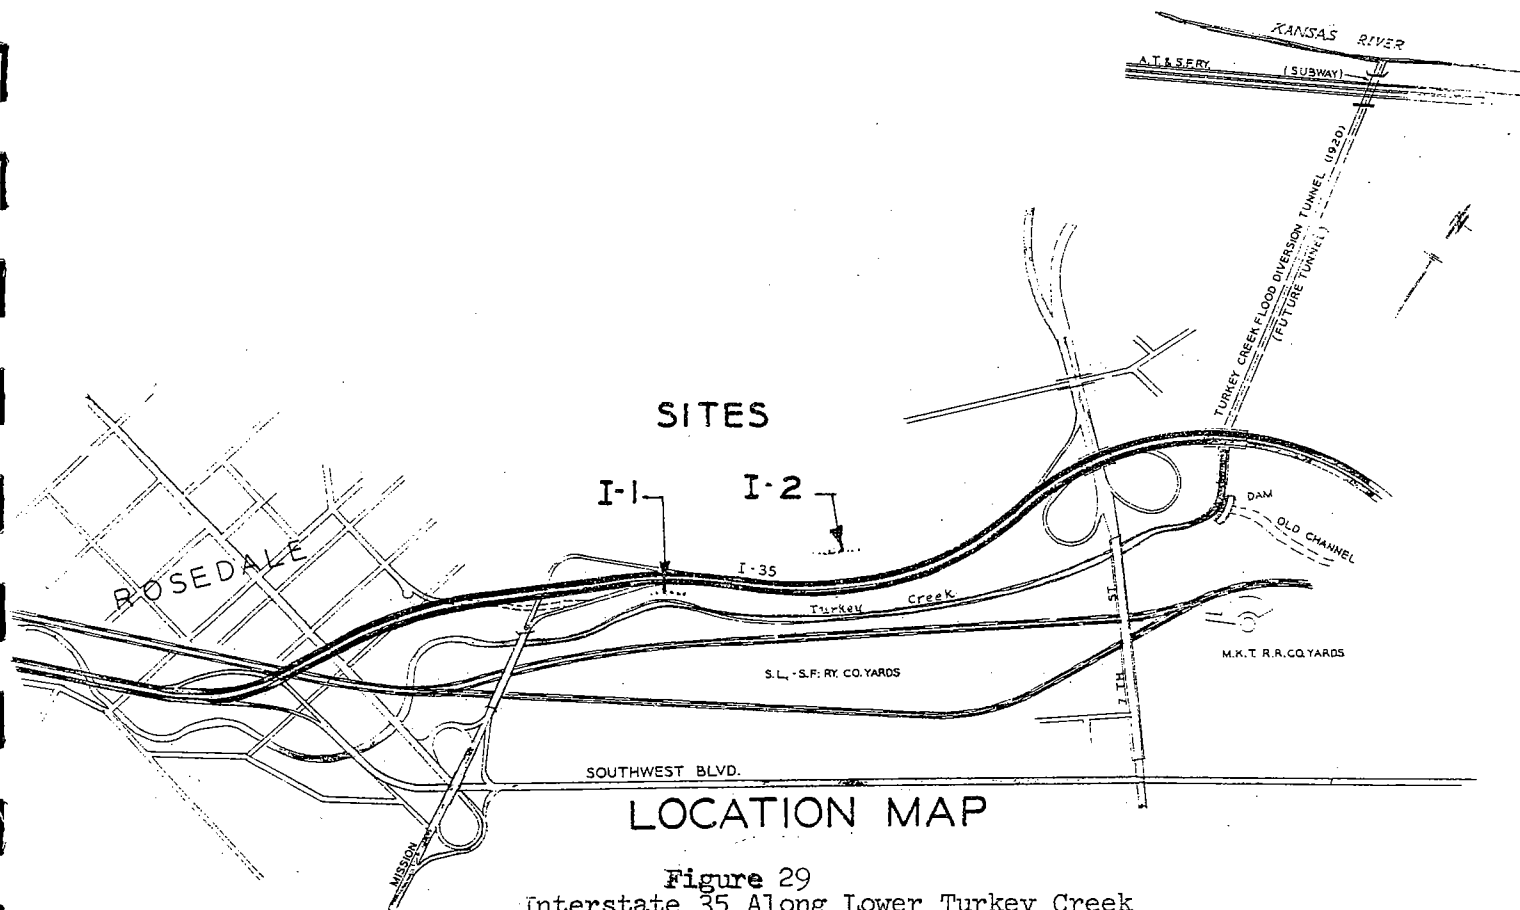 KANSAS RIVER
A.T. & S.F. RY.
(SUBWAY)
TURKEY CREEK FLOOD DIVERSION TUNNEL (1920)
(FUTURE TUNNEL)
SITES
I-1
I-2
DAM
OLD CHANNEL
ROSEDALE
I-35
Turkey Creek
7TH ST.
S.L.-S.F. RY. CO. YARDS
M.K.T. R.R. CO. YARDS
SOUTHWEST BLVD.
LOCATION MAP
MISSION
Figure 29
Interstate 35 Along Lower Turkey Creek